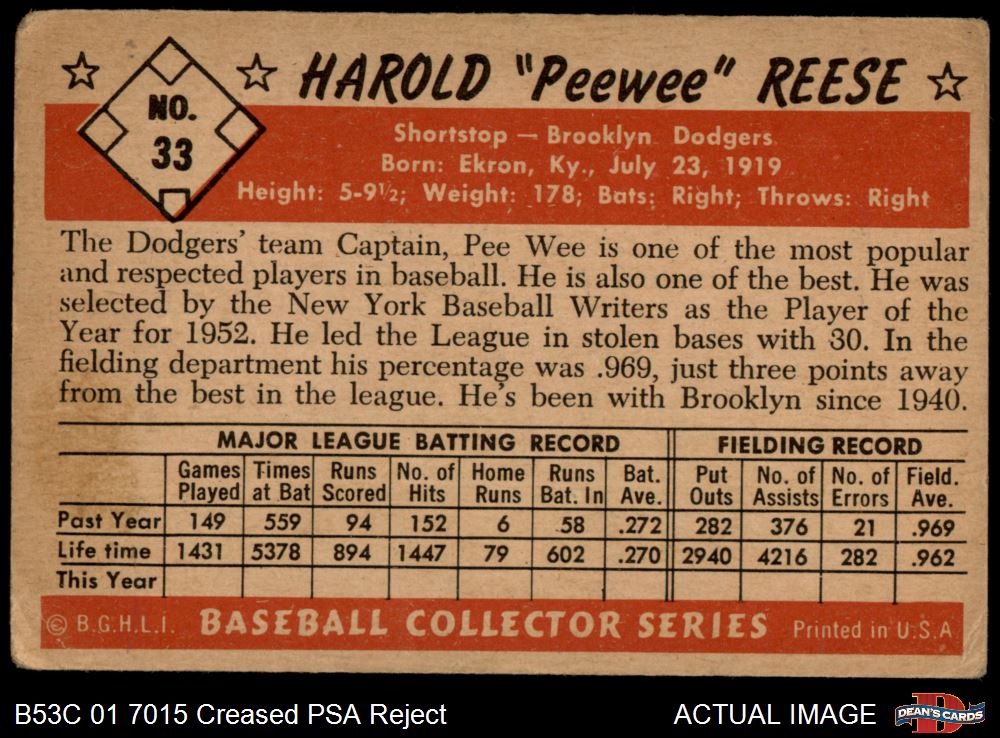 HAROLD "Peewee" REESE
NO.
33
Shortstop — Brooklyn Dodgers
Born: Ekron, Ky., July 23, 1919
Height: 5-9½; Weight: 178; Bats: Right; Throws: Right
The Dodgers' team Captain, Pee Wee is one of the most popular
and respected players in baseball. He is also one of the best. He was
selected by the New York Baseball Writers as the Player of the
Year for 1952. He led the League in stolen bases with 30. In the
fielding department his percentage was .969, just three points away
from the best in the league. He's been with Brooklyn since 1940.
MAJOR LEAGUE BATTING RECORD FIELDING RECORD
Games Times Runs No. of Home Runs Bat. Put No. of No. of Field.
Played at Bat Scored Hits Runs Bat. In Ave. Outs Assists Errors Ave.
Past Year 149 559 94 152 6 58 .272 282 376 21 .969
Life time 1431 5378 894 1447 79 602 .270 2940 4216 282 .962
This Year
© B.G.H.L.I. BASEBALL COLLECTOR SERIES Printed in U.S.A
B53C 01 7015 Creased PSA Reject ACTUAL IMAGE D DEAN'S CARDS